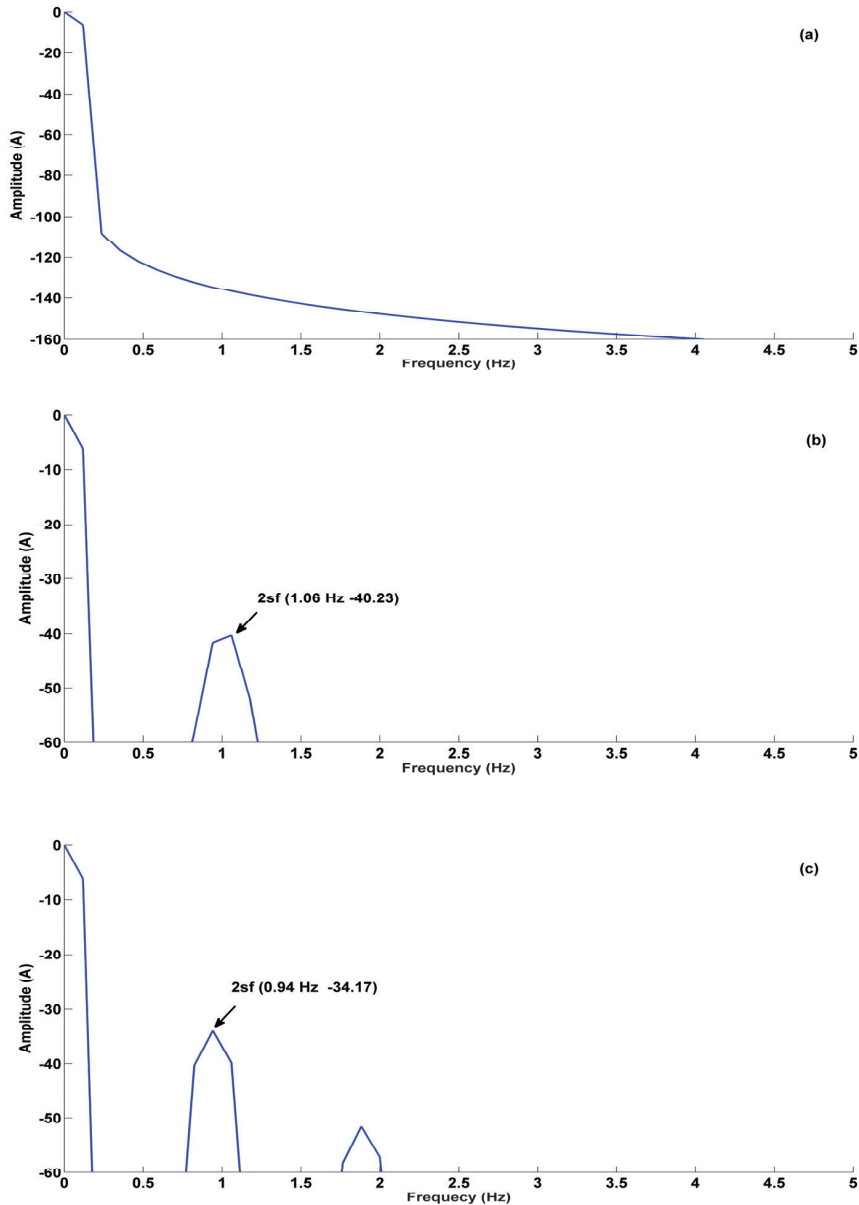 (a)
0
-20
-40
-60
-80
-100
-120
-140
-160
Amplitude (A)
0 0.5 1 1.5 2 2.5 3 3.5 4 4.5 5
Frequency (Hz)
(b)
0
-10
-20
-30
-40
-50
-60
Amplitude (A)
2sf (1.06 Hz -40.23)
0 0.5 1 1.5 2 2.5 3 3.5 4 4.5 5
Frequency (Hz)
(c)
0
-10
-20
-30
-40
-50
-60
Amplitude (A)
2sf (0.94 Hz -34.17)
0 0.5 1 1.5 2 2.5 3 3.5 4 4.5 5
Frequecy (Hz)